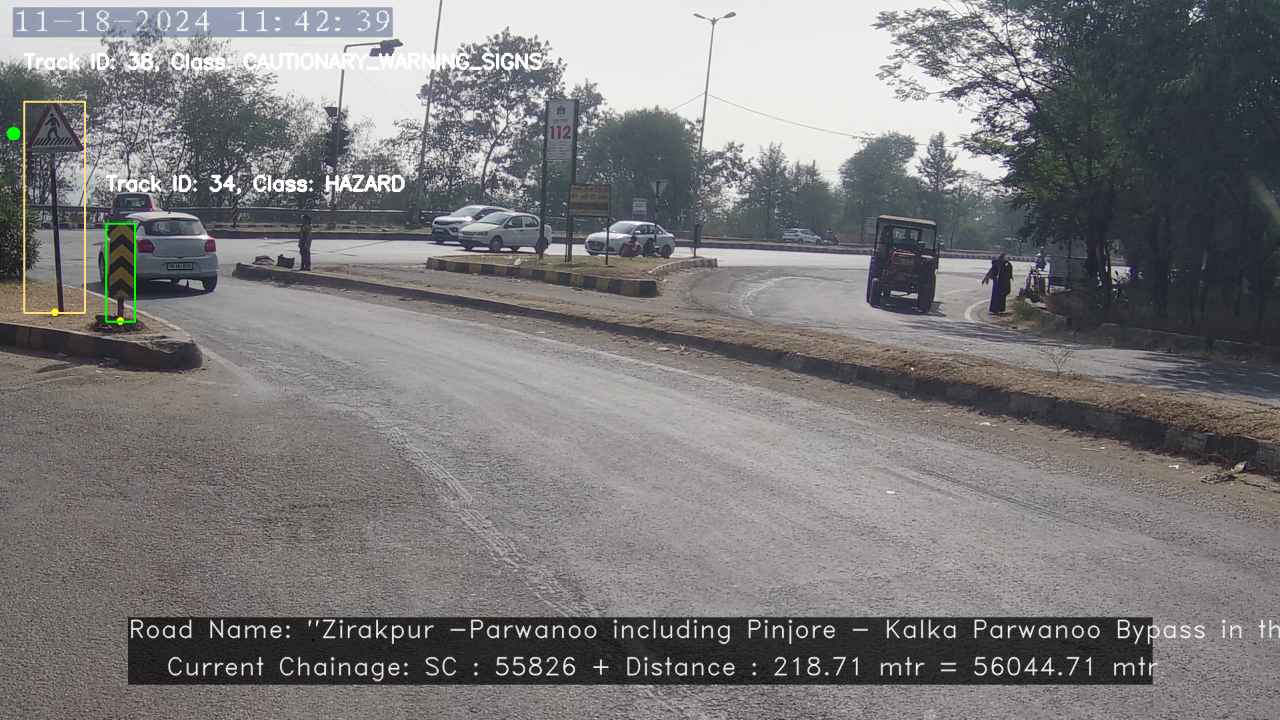 11-18-2024 11:42:39
Track ID: 38, Class: CAUTIONARY_WARNING_SIGNS
112
Track ID: 34, Class: HAZARD
Road Name: ''Zirakpur -Parwanoo including Pinjore - Kalka Parwanoo Bypass in th
Current Chainage: SC : 55826 + Distance : 218.71 mtr = 56044.71 mtr